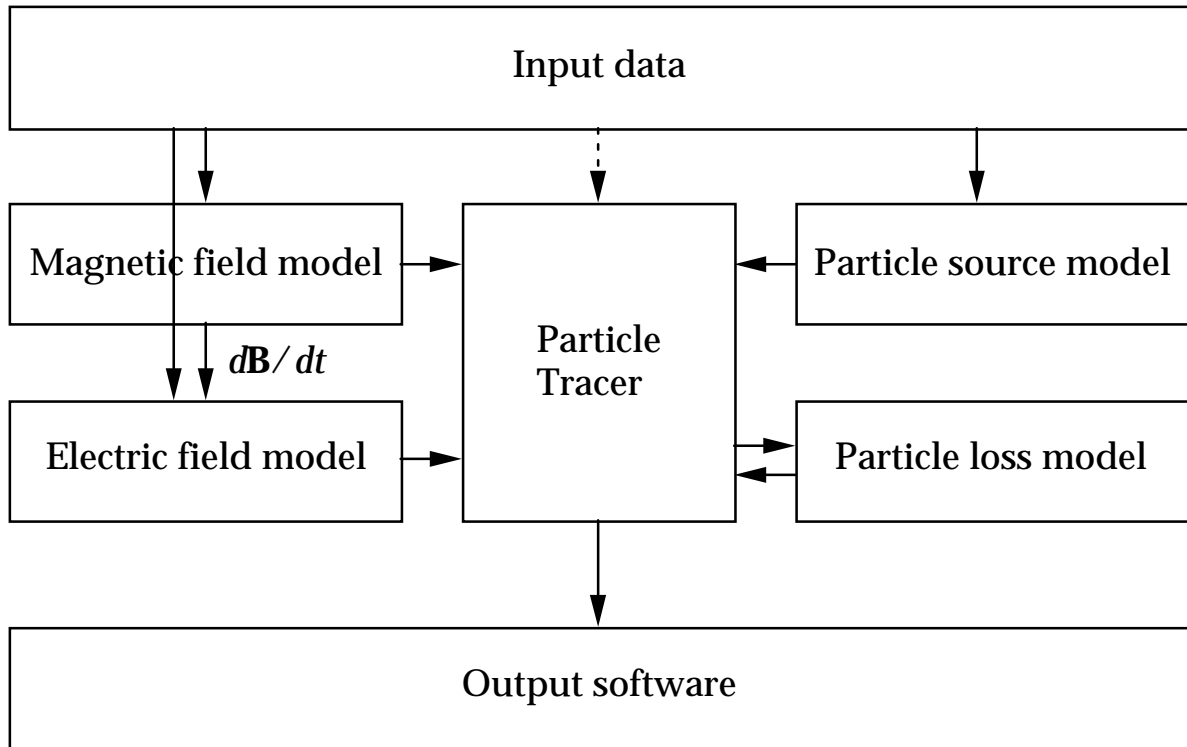 Input data
Magnetic field model
Particle source model
Particle
Tracer
dB/ dt
Electric field model
Particle loss model
Output software